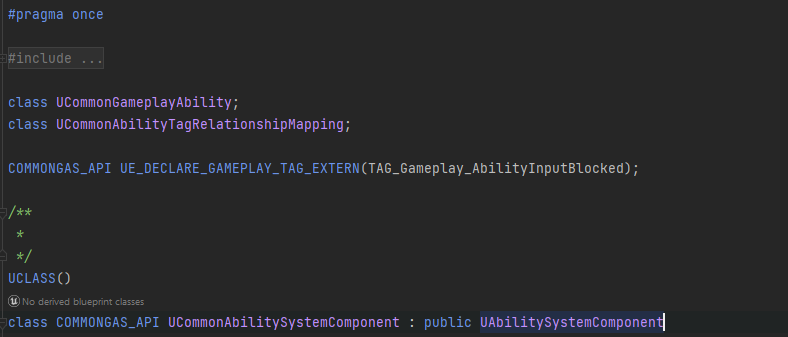 #pragma once
#include ...
class UCommonGameplayAbility;
class UCommonAbilityTagRelationshipMapping;
COMMONGAS_API UE_DECLARE_GAMEPLAY_TAG_EXTERN(TAG_Gameplay_AbilityInputBlocked);
/**
 *
 */
UCLASS()
No derived blueprint classes
class COMMONGAS_API UCommonAbilitySystemComponent : public UAbilitySystemComponent